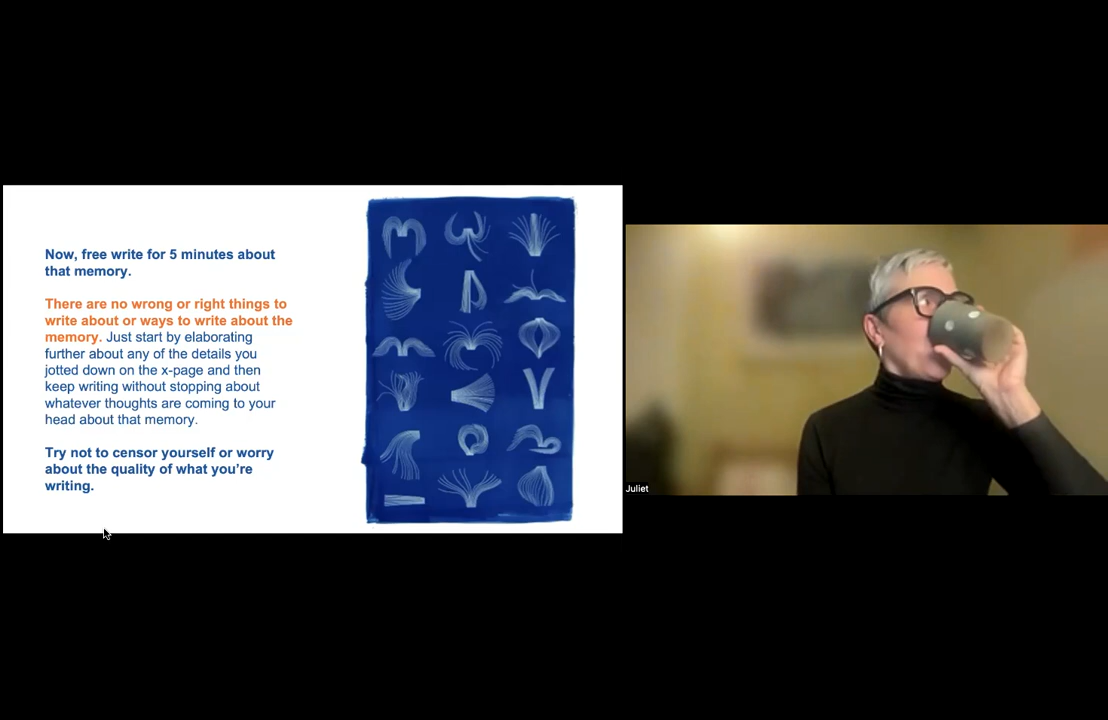 Now, free write for 5 minutes about
that memory.
There are no wrong or right things to
write about or ways to write about the
memory. Just start by elaborating
further about any of the details you
jotted down on the x-page and then
keep writing without stopping about
whatever thoughts are coming to your
head about that memory.
Try not to censor yourself or worry
about the quality of what you’re
writing.
Juliet